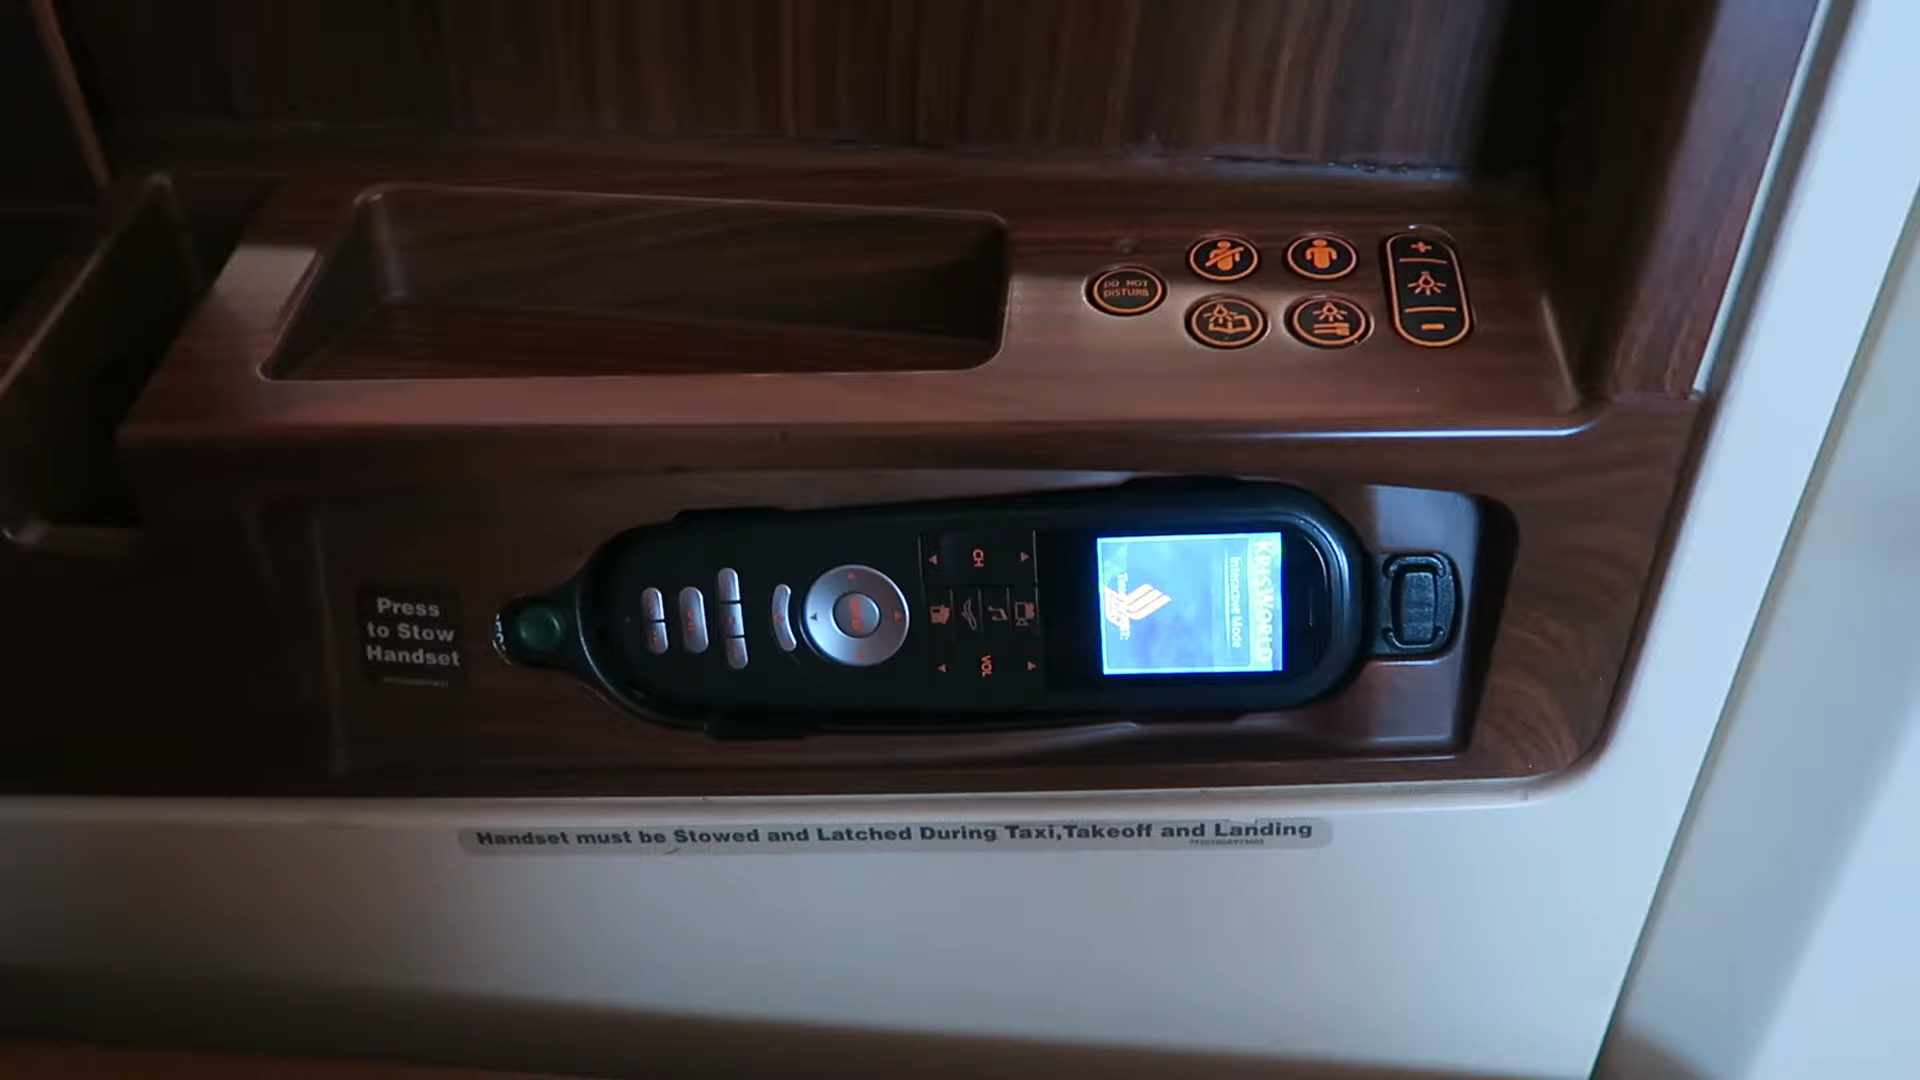 DO NOT
DISTURB
+
-
CH
VOL
KRISWORLD
Interactive Mode
Press
to Stow
Handset
Handset must be Stowed and Latched During Taxi,Takeoff and Landing